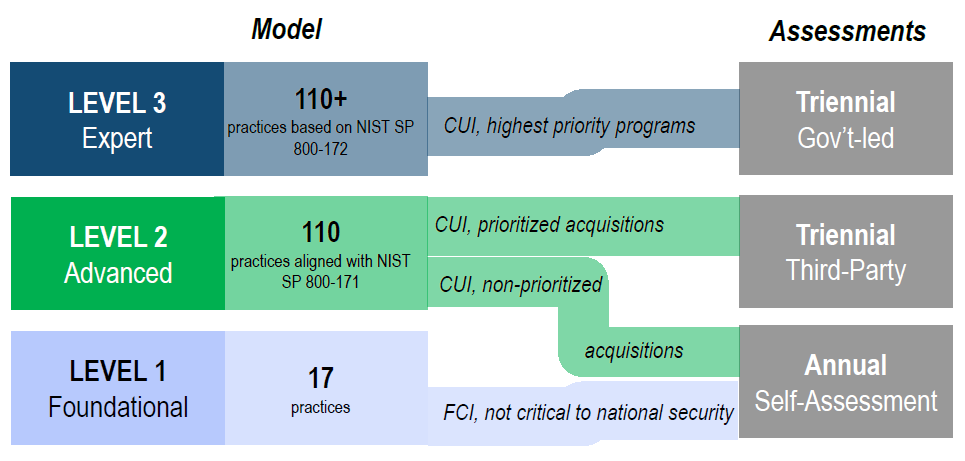 Model
Assessments
LEVEL 3
Expert
110+
practices based on NIST SP
800-172
CUI, highest priority programs
Triennial
Gov't-led
LEVEL 2
Advanced
110
practices aligned with NIST
SP 800-171
CUI, prioritized acquisitions
CUI, non-prioritized
acquisitions
Triennial
Third-Party
LEVEL 1
Foundational
17
practices
FCI, not critical to national security
Annual
Self-Assessment